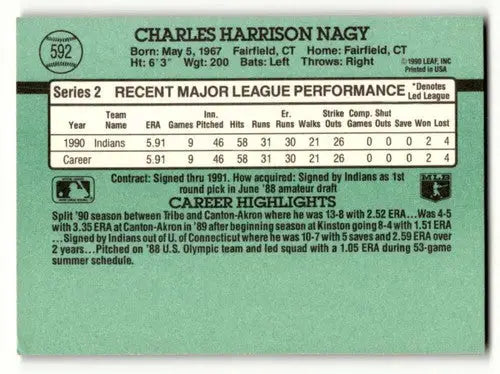 592
CHARLES HARRISON NAGY
Born: May 5, 1967 Fairfield, CT Home: Fairfield, CT
Ht: 6' 3" Wgt: 200 Bats: Left Throws: Right
©1990 LEAF, INC
Printed in USA
Series 2 RECENT MAJOR LEAGUE PERFORMANCE *Denotes Led League
Year Team Name ERA Games Inn. Pitched Hits Runs Er. Runs Walks Strike Outs Comp. Games Shut Outs Save Won Lost
1990 Indians 5.91 9 46 58 31 30 21 26 0 0 0 2 4
Career 5.91 9 46 58 31 30 21 26 0 0 0 2 4
Contract: Signed thru 1991. How acquired: Signed by Indians as 1st
round pick in June '88 amateur draft
MLB
CAREER HIGHLIGHTS
Split '90 season between Tribe and Canton-Akron where he was 13-8 with 2.52 ERA...Was 4-5
with 3.35 ERA at Canton-Akron in '89 after beginning season at Kinston going 8-4 with 1.51 ERA
...Signed by Indians out of U. of Connecticut where he was 10-7 with 5 saves and 2.59 ERA over
2 years...Pitched on '88 U.S. Olympic team and led squad with a 1.05 ERA during 53-game
summer schedule.